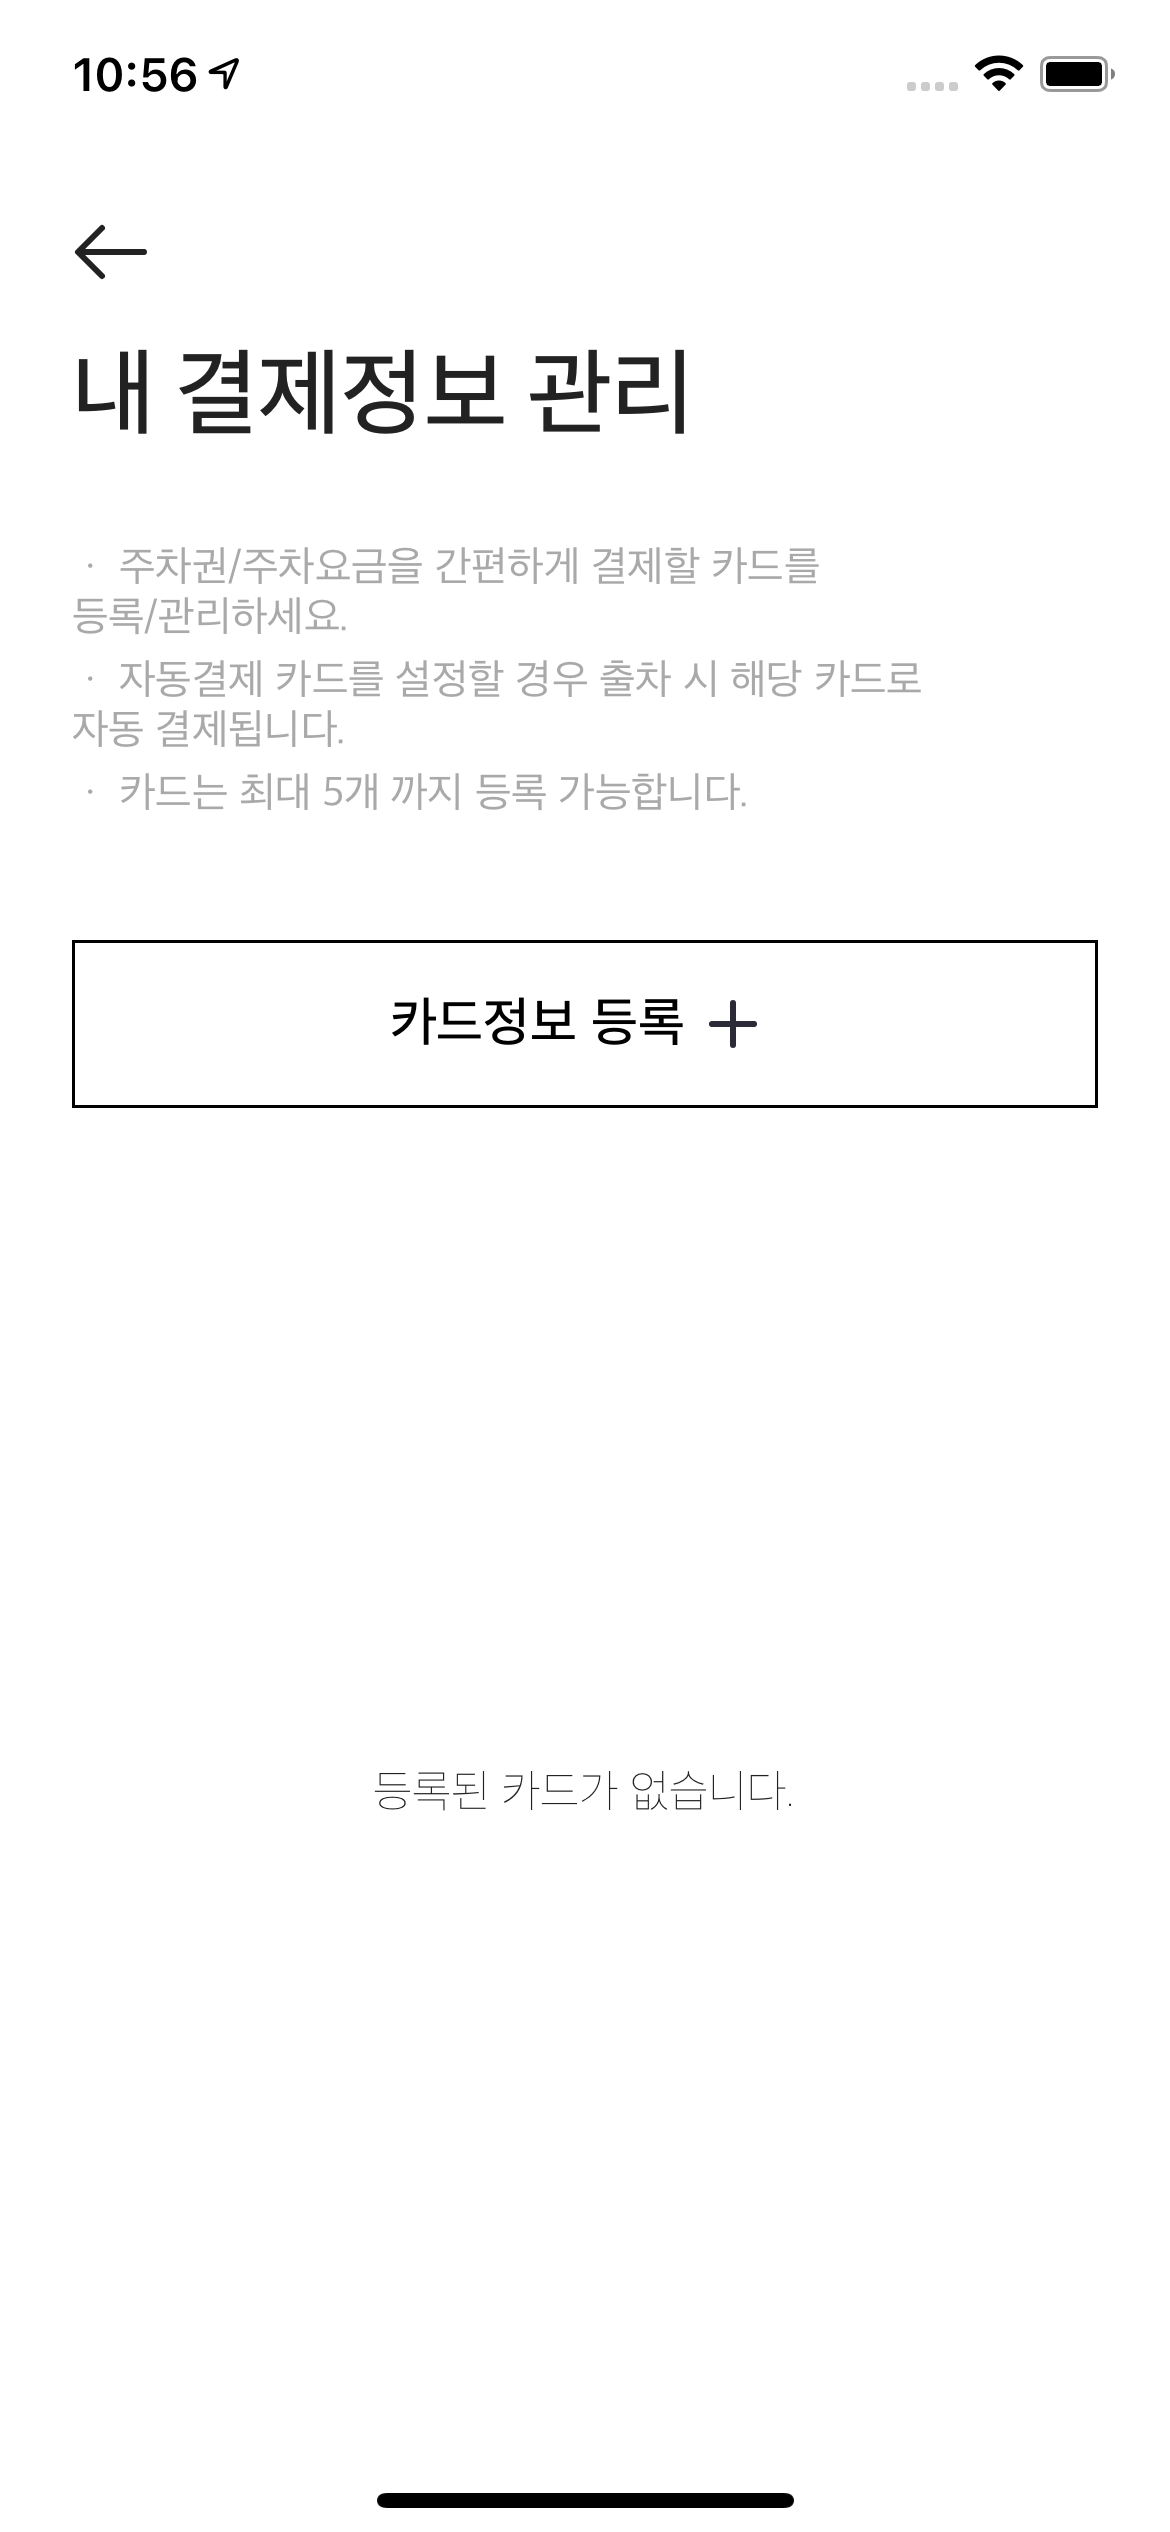 10:56
내 결제정보 관리
· 주차권/주차요금을 간편하게 결제할 카드를
등록/관리하세요.
· 자동결제 카드를 설정할 경우 출차 시 해당 카드로
자동 결제됩니다.
· 카드는 최대 5개 까지 등록 가능합니다.
카드정보 등록 +
등록된 카드가 없습니다.